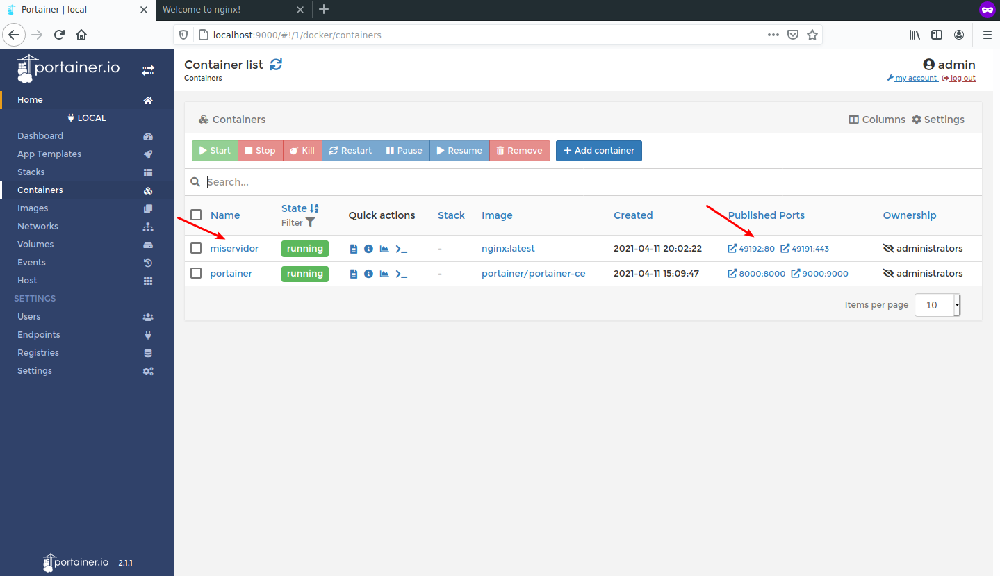 Portainer | local
Welcome to nginx!
localhost:9000/#!/1/docker/containers
portainer.io
Home
LOCAL
Dashboard
App Templates
Stacks
Containers
Images
Networks
Volumes
Events
Host
SETTINGS
Users
Endpoints
Registries
Settings
portainer.io 2.1.1
Container list
Containers
admin
my account log out
Containers
Columns Settings
Start Stop Kill Restart Pause Resume Remove Add container
Search...
Name State Filter Quick actions Stack Image Created Published Ports Ownership
miservidor running - nginx:latest 2021-04-11 20:02:22 49192:80 49191:443 administrators
portainer running - portainer/portainer-ce 2021-04-11 15:09:47 8000:8000 9000:9000 administrators
Items per page 10